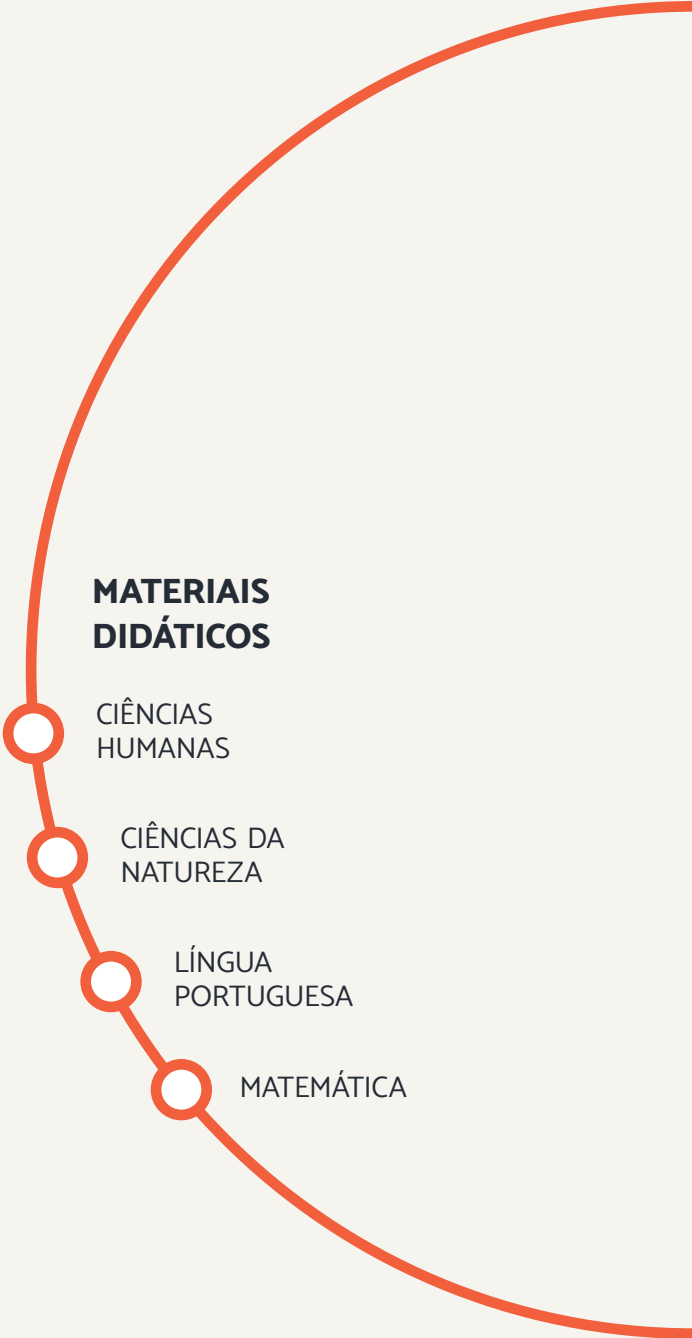 MATERIAIS
DIDÁTICOS
CIÊNCIAS
HUMANAS
CIÊNCIAS DA
NATUREZA
LÍNGUA
PORTUGUESA
MATEMÁTICA